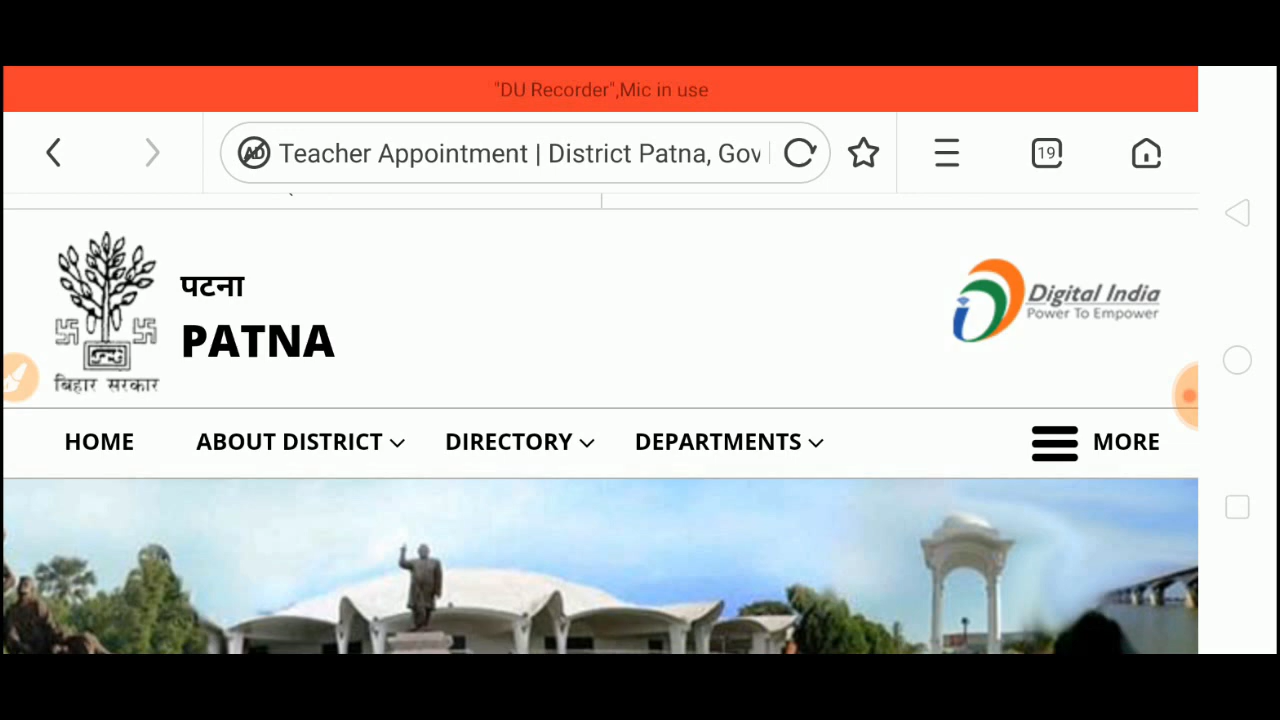 "DU Recorder",Mic in use
Teacher Appointment | District Patna, Gov
19
पटना
PATNA
बिहार सरकार
Digital India
Power To Empower
HOME ABOUT DISTRICT DIRECTORY DEPARTMENTS MORE